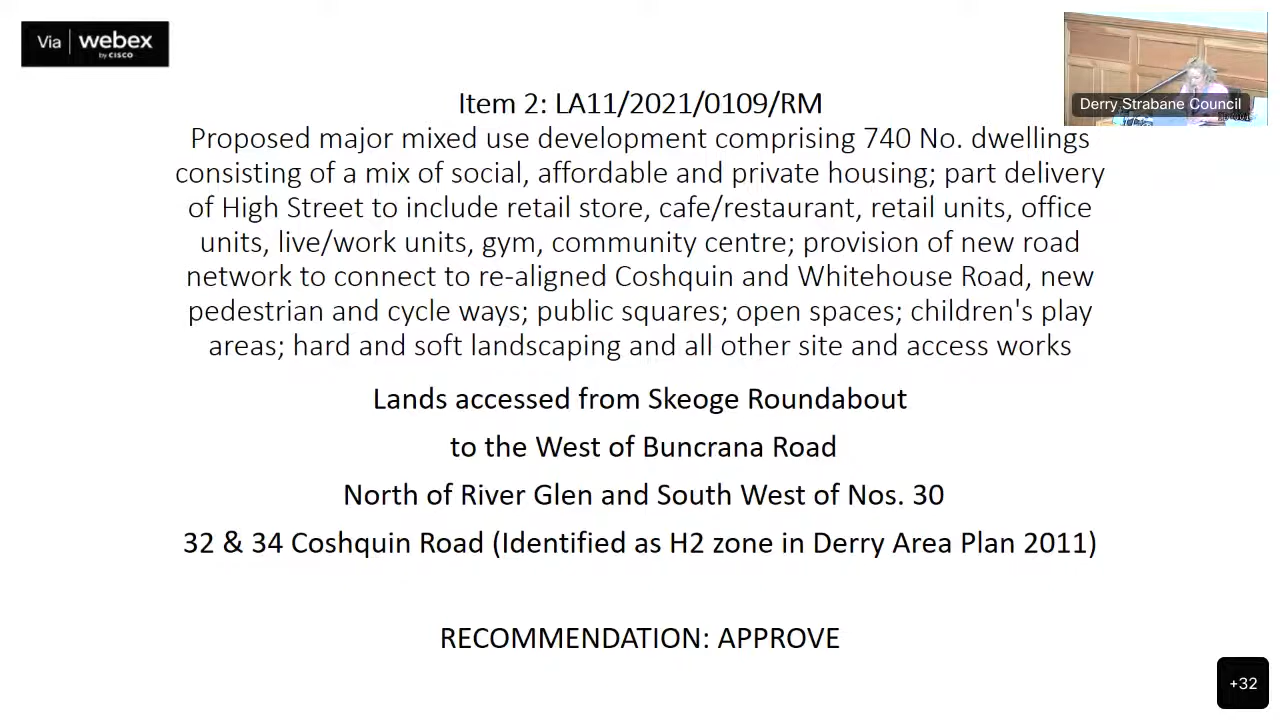 Via webex
by CISCO
Derry Strabane Council
Item 2: LA11/2021/0109/RM
Proposed major mixed use development comprising 740 No. dwellings
consisting of a mix of social, affordable and private housing; part delivery
of High Street to include retail store, cafe/restaurant, retail units, office
units, live/work units, gym, community centre; provision of new road
network to connect to re-aligned Coshquin and Whitehouse Road, new
pedestrian and cycle ways; public squares; open spaces; children's play
areas; hard and soft landscaping and all other site and access works
Lands accessed from Skeoge Roundabout
to the West of Buncrana Road
North of River Glen and South West of Nos. 30
32 & 34 Coshquin Road (Identified as H2 zone in Derry Area Plan 2011)
RECOMMENDATION: APPROVE
+32